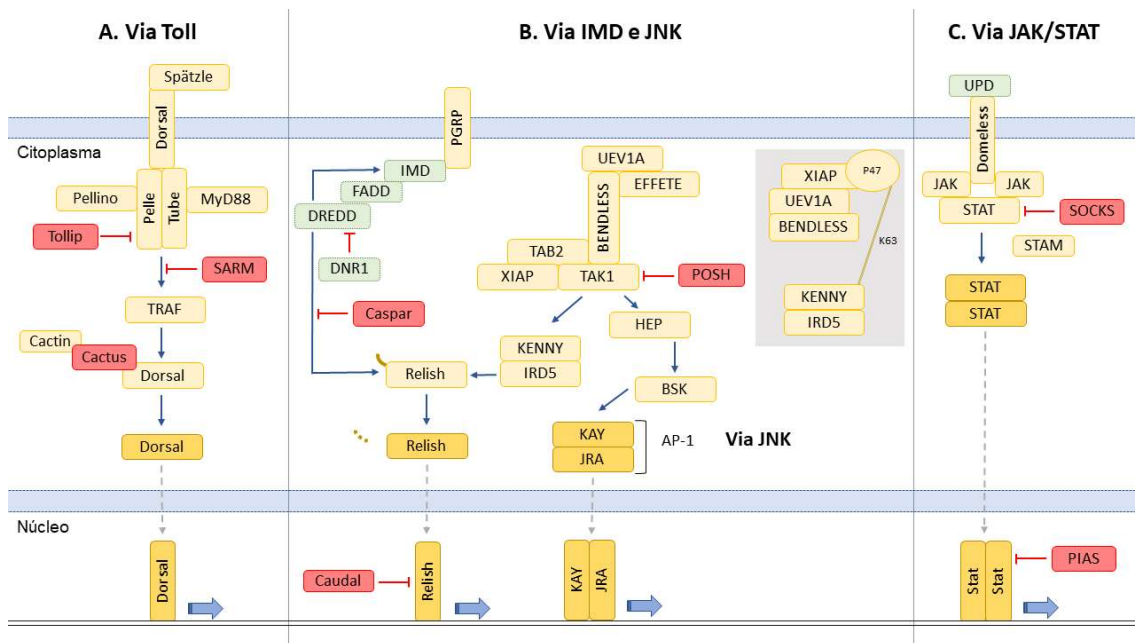 A. Via Toll
B. Via IMD e JNK
C. Via JAK/STAT
Citoplasma
Spätzle
Dorsal
Pellino
Pelle
Tube
MyD88
Tollip
SARM
TRAF
Cactin
Cactus
Dorsal
Dorsal
PGRP
IMD
FADD
DREDD
DNR1
Caspar
Relish
Relish
UEV1A
EFFETE
BENDLESS
TAB2
XIAP
TAK1
POSH
KENNY
IRD5
HEP
BSK
KAY
JRA
AP-1
Via JNK
XIAP
P47
UEV1A
BENDLESS
K63
KENNY
IRD5
UPD
Domeless
JAK
JAK
STAT
SOCKS
STAM
STAT
STAT
Núcleo
Dorsal
Caudal
Relish
KAY
JRA
Stat
Stat
PIAS